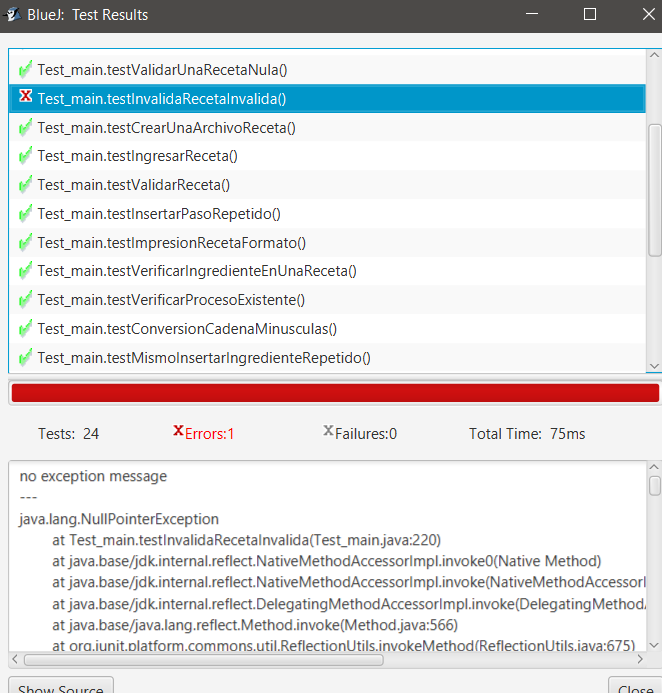 BlueJ: Test Results
Test_main.testValidarUnaRecetaNula()
Test_main.testInvalidaRecetaInvalida()
Test_main.testCrearUnaArchivoReceta()
Test_main.testIngresarReceta()
Test_main.testValidarReceta()
Test_main.testInsertarPasoRepetido()
Test_main.testImpresionRecetaFormato()
Test_main.testVerificarIngredienteEnUnaReceta()
Test_main.testVerificarProcesoExistente()
Test_main.testConversionCadenaMinusculas()
Test_main.testMismoInsertarIngredienteRepetido()
Tests: 24 Errors:1 Failures:0 Total Time: 75ms
no exception message
---
java.lang.NullPointerException
at Test_main.testInvalidaRecetaInvalida(Test_main.java:220)
at java.base/jdk.internal.reflect.NativeMethodAccessorImpl.invoke0(Native Method)
at java.base/jdk.internal.reflect.NativeMethodAccessorImpl.invoke(NativeMethodAccessorI
at java.base/jdk.internal.reflect.DelegatingMethodAccessorImpl.invoke(DelegatingMethod
at java.base/java.lang.reflect.Method.invoke(Method.java:566)
at org.junit.platform.commons.util.ReflectionUtils.invokeMethod(ReflectionUtils.java:675)
Show Source Close